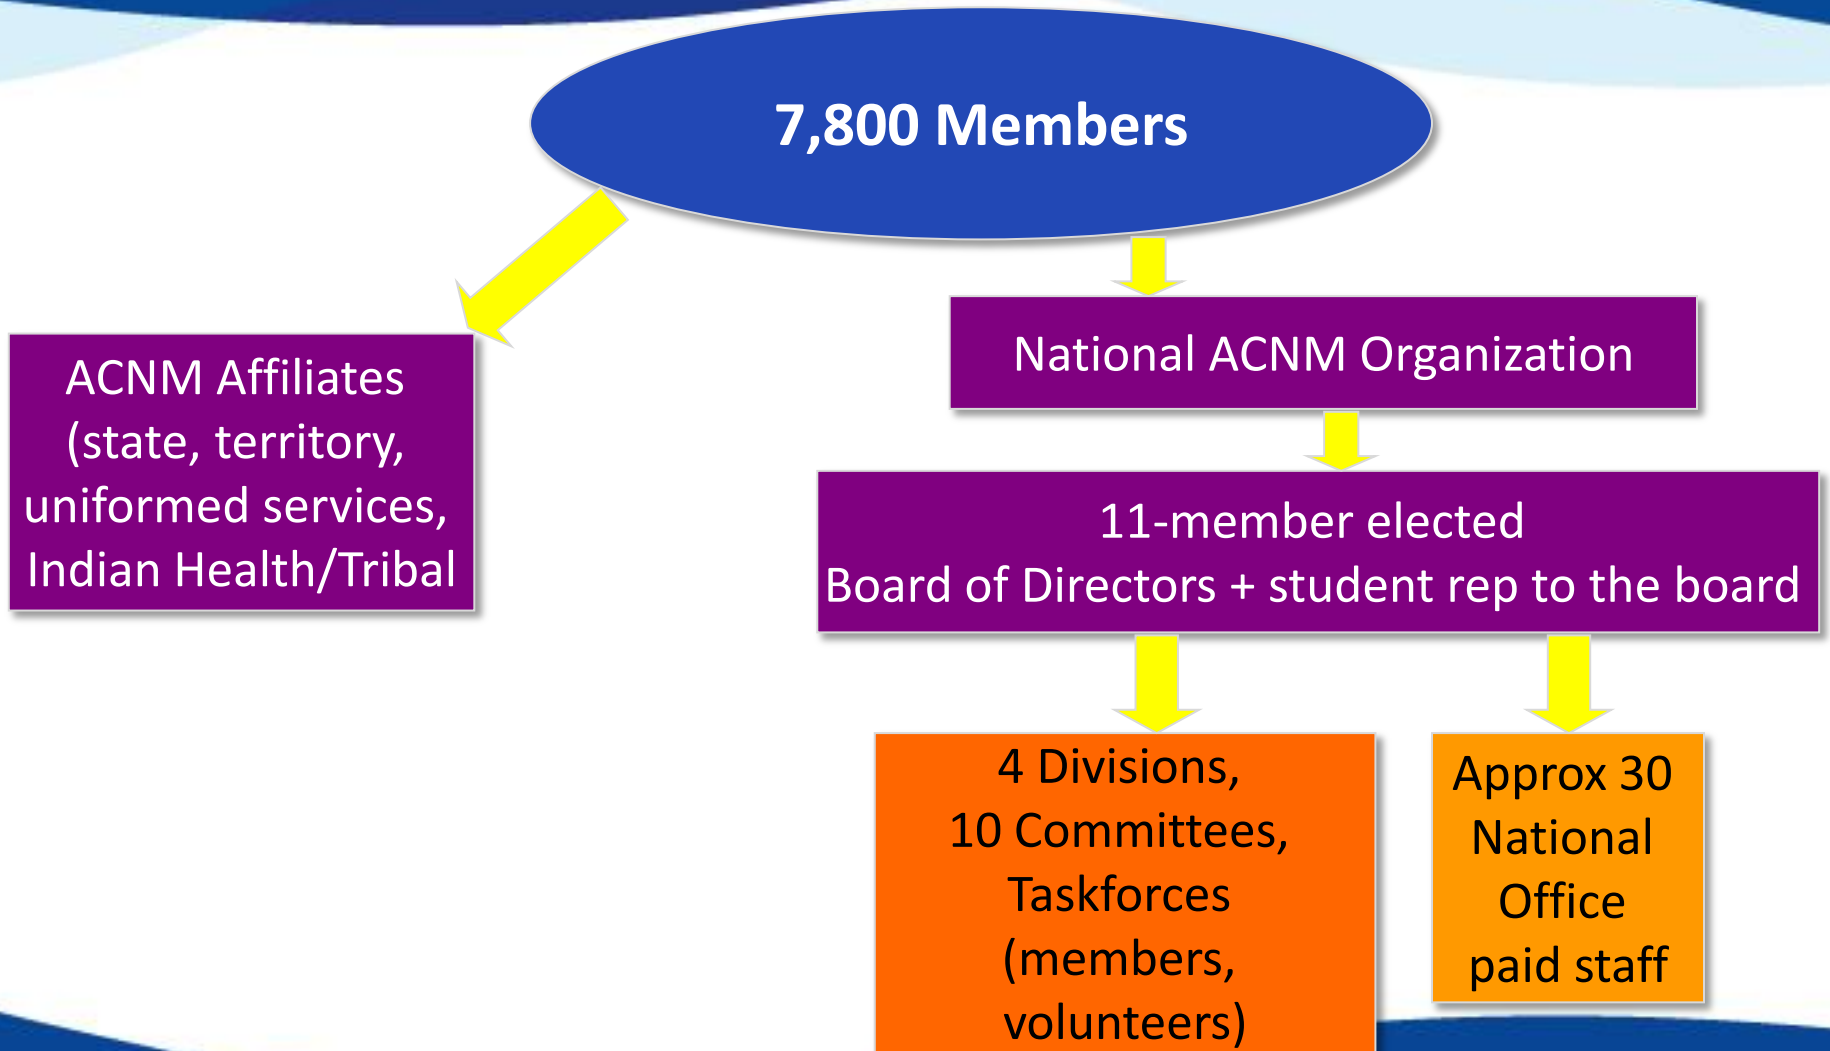 7,800 Members
ACNM Affiliates
(state, territory,
uniformed services,
Indian Health/Tribal
National ACNM Organization
11-member elected
Board of Directors + student rep to the board
4 Divisions,
10 Committees,
Taskforces
(members,
volunteers)
Approx 30
National
Office
paid staff